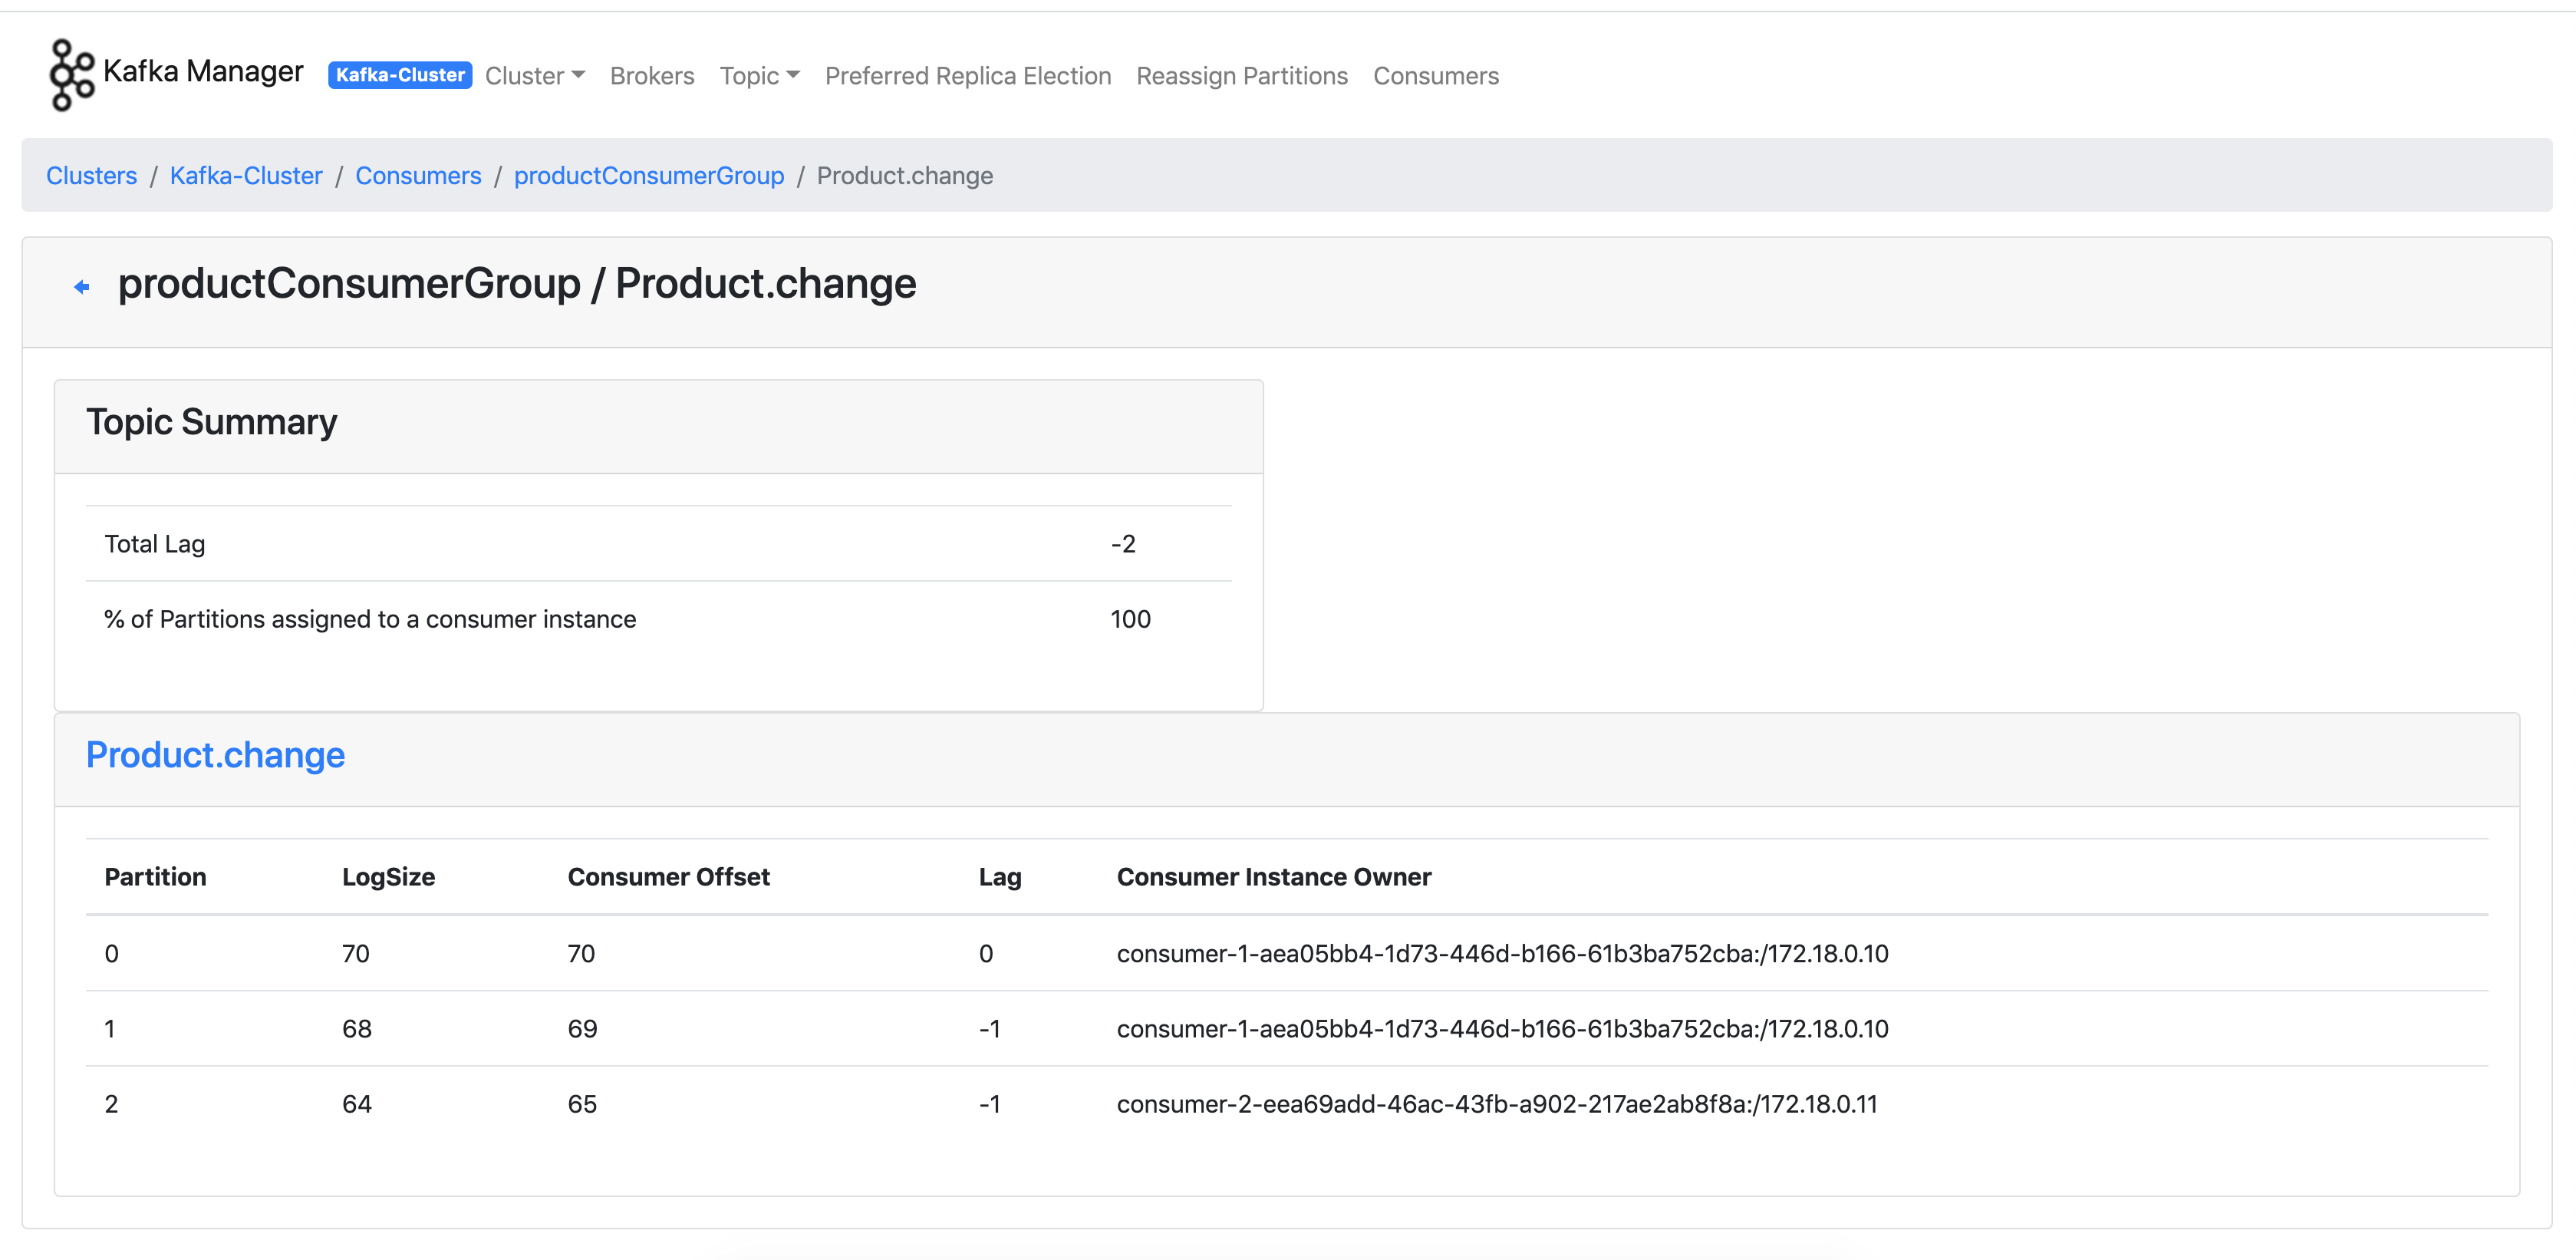 Kafka Manager Kafka-Cluster Cluster Brokers Topic Preferred Replica Election Reassign Partitions Consumers
Clusters / Kafka-Cluster / Consumers / productConsumerGroup / Product.change
productConsumerGroup / Product.change
Topic Summary
Total Lag -2
% of Partitions assigned to a consumer instance 100
Product.change
Partition LogSize Consumer Offset Lag Consumer Instance Owner
0 70 70 0 consumer-1-aea05bb4-1d73-446d-b166-61b3ba752cba:/172.18.0.10
1 68 69 -1 consumer-1-aea05bb4-1d73-446d-b166-61b3ba752cba:/172.18.0.10
2 64 65 -1 consumer-2-eea69add-46ac-43fb-a902-217ae2ab8f8a:/172.18.0.11